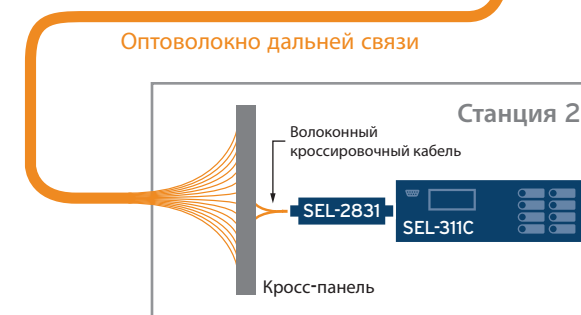 Оптоволокно дальней связи
Станция 2
Волоконный
кроссировочный кабель
SEL-2831
SEL-311C
Кросс-панель